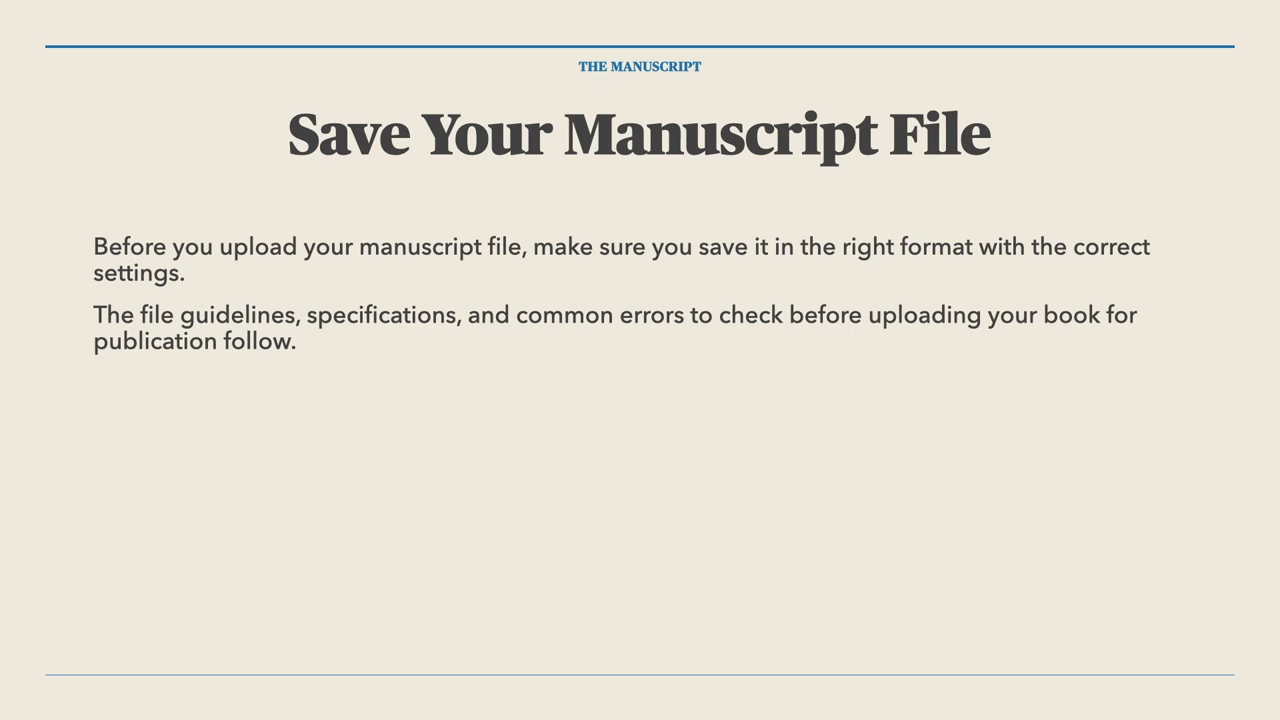 THE MANUSCRIPT
Save Your Manuscript File
Before you upload your manuscript file, make sure you save it in the right format with the correct
settings.
The file guidelines, specifications, and common errors to check before uploading your book for
publication follow.